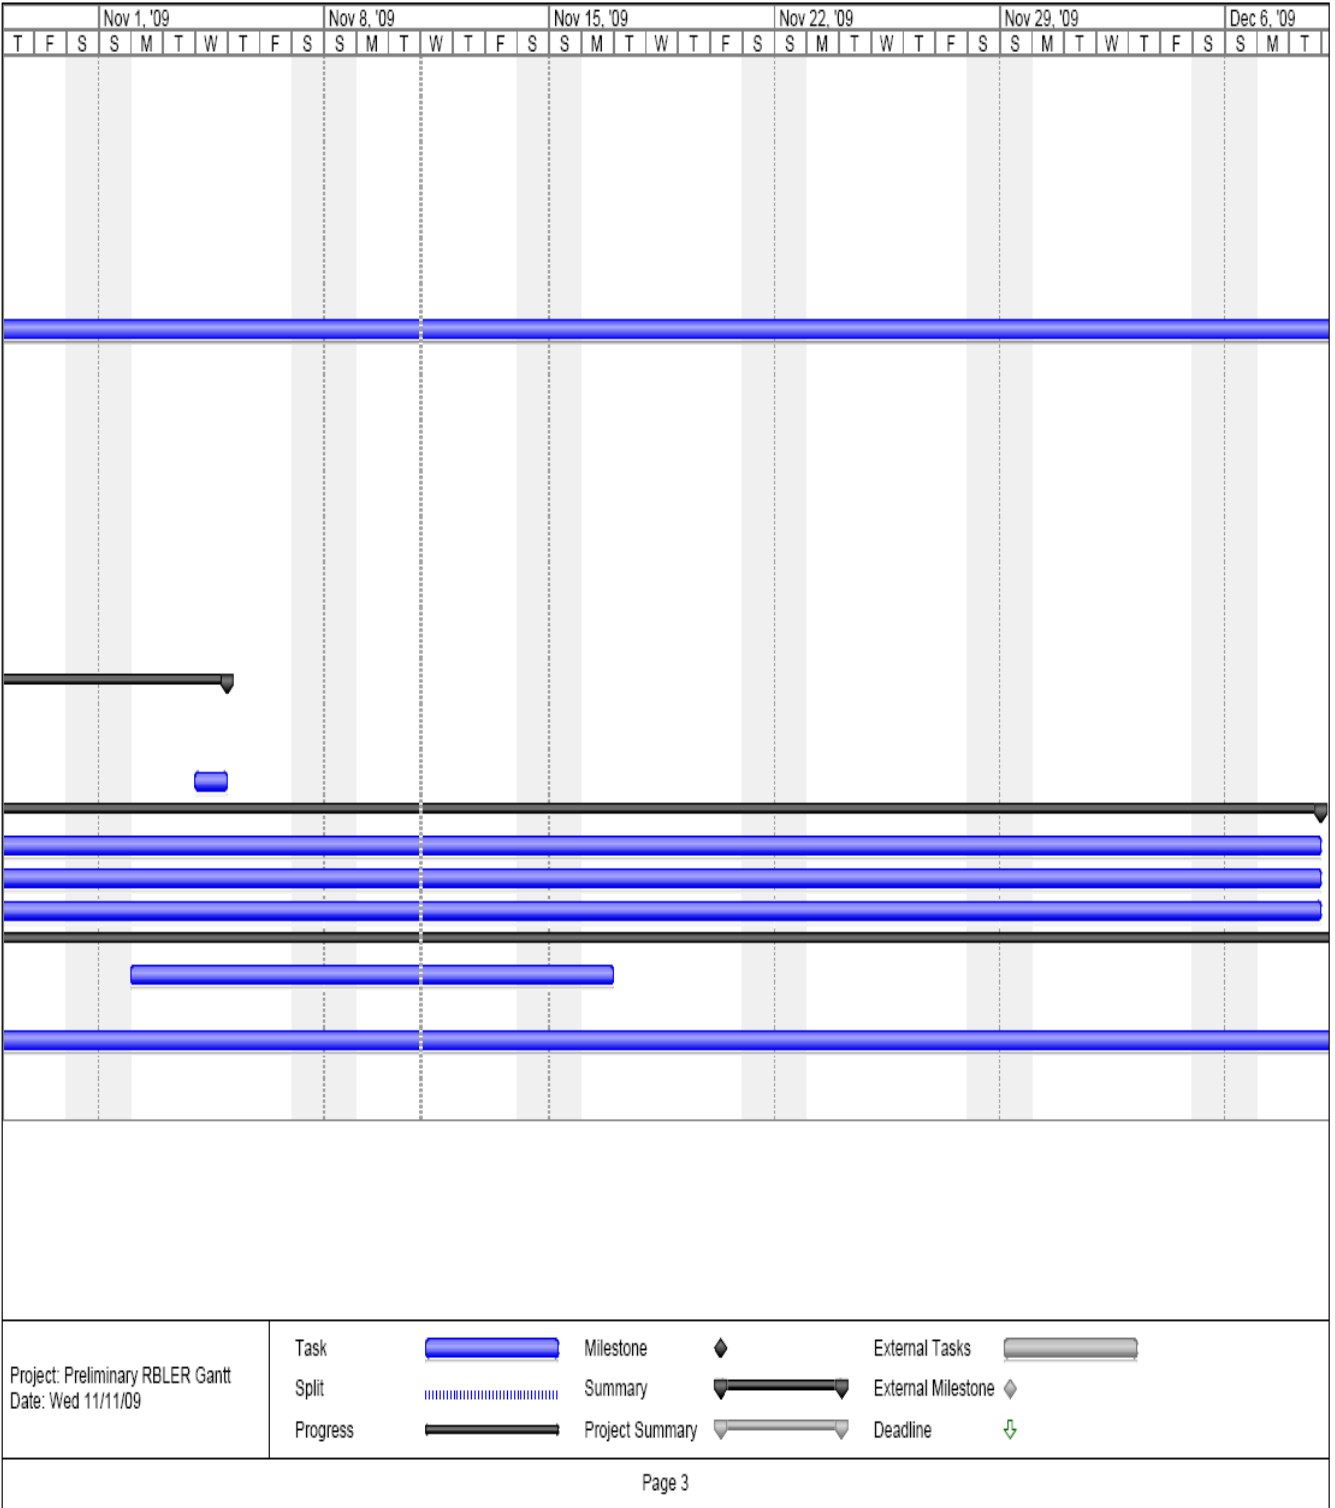 Nov 1, '09 Nov 8, '09 Nov 15, '09 Nov 22, '09 Nov 29, '09 Dec 6, '09
T F S S M T W T F S S M T W T F S S M T W T F S S M T W T F S S M T W T F S S M T
Task Milestone External Tasks
Project: Preliminary RBLER Gantt
Date: Wed 11/11/09
Split Summary External Milestone
Progress Project Summary Deadline
Page 3